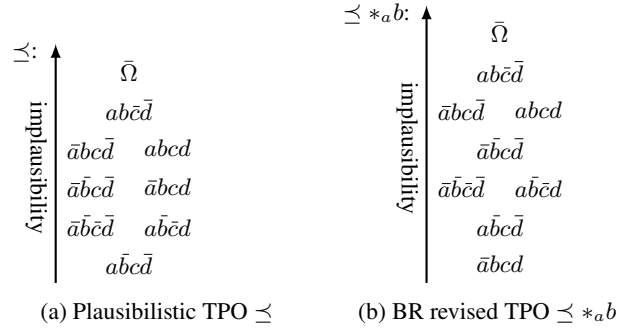 ⪯:
implausibility
Ω̄
abc̄d̄
ābcd̄ abcd
āb̄cd̄ ābcd
āb̄c̄d ab̄c̄d
ab̄cd̄
(a) Plausibilistic TPO ⪯
⪯ ∗ₐb:
implausibility
Ω̄
abc̄d̄
ābcd̄ abcd
āb̄cd̄
āb̄c̄d ab̄c̄d
ab̄cd̄
ābcd
(b) BR revised TPO ⪯ ∗ₐb